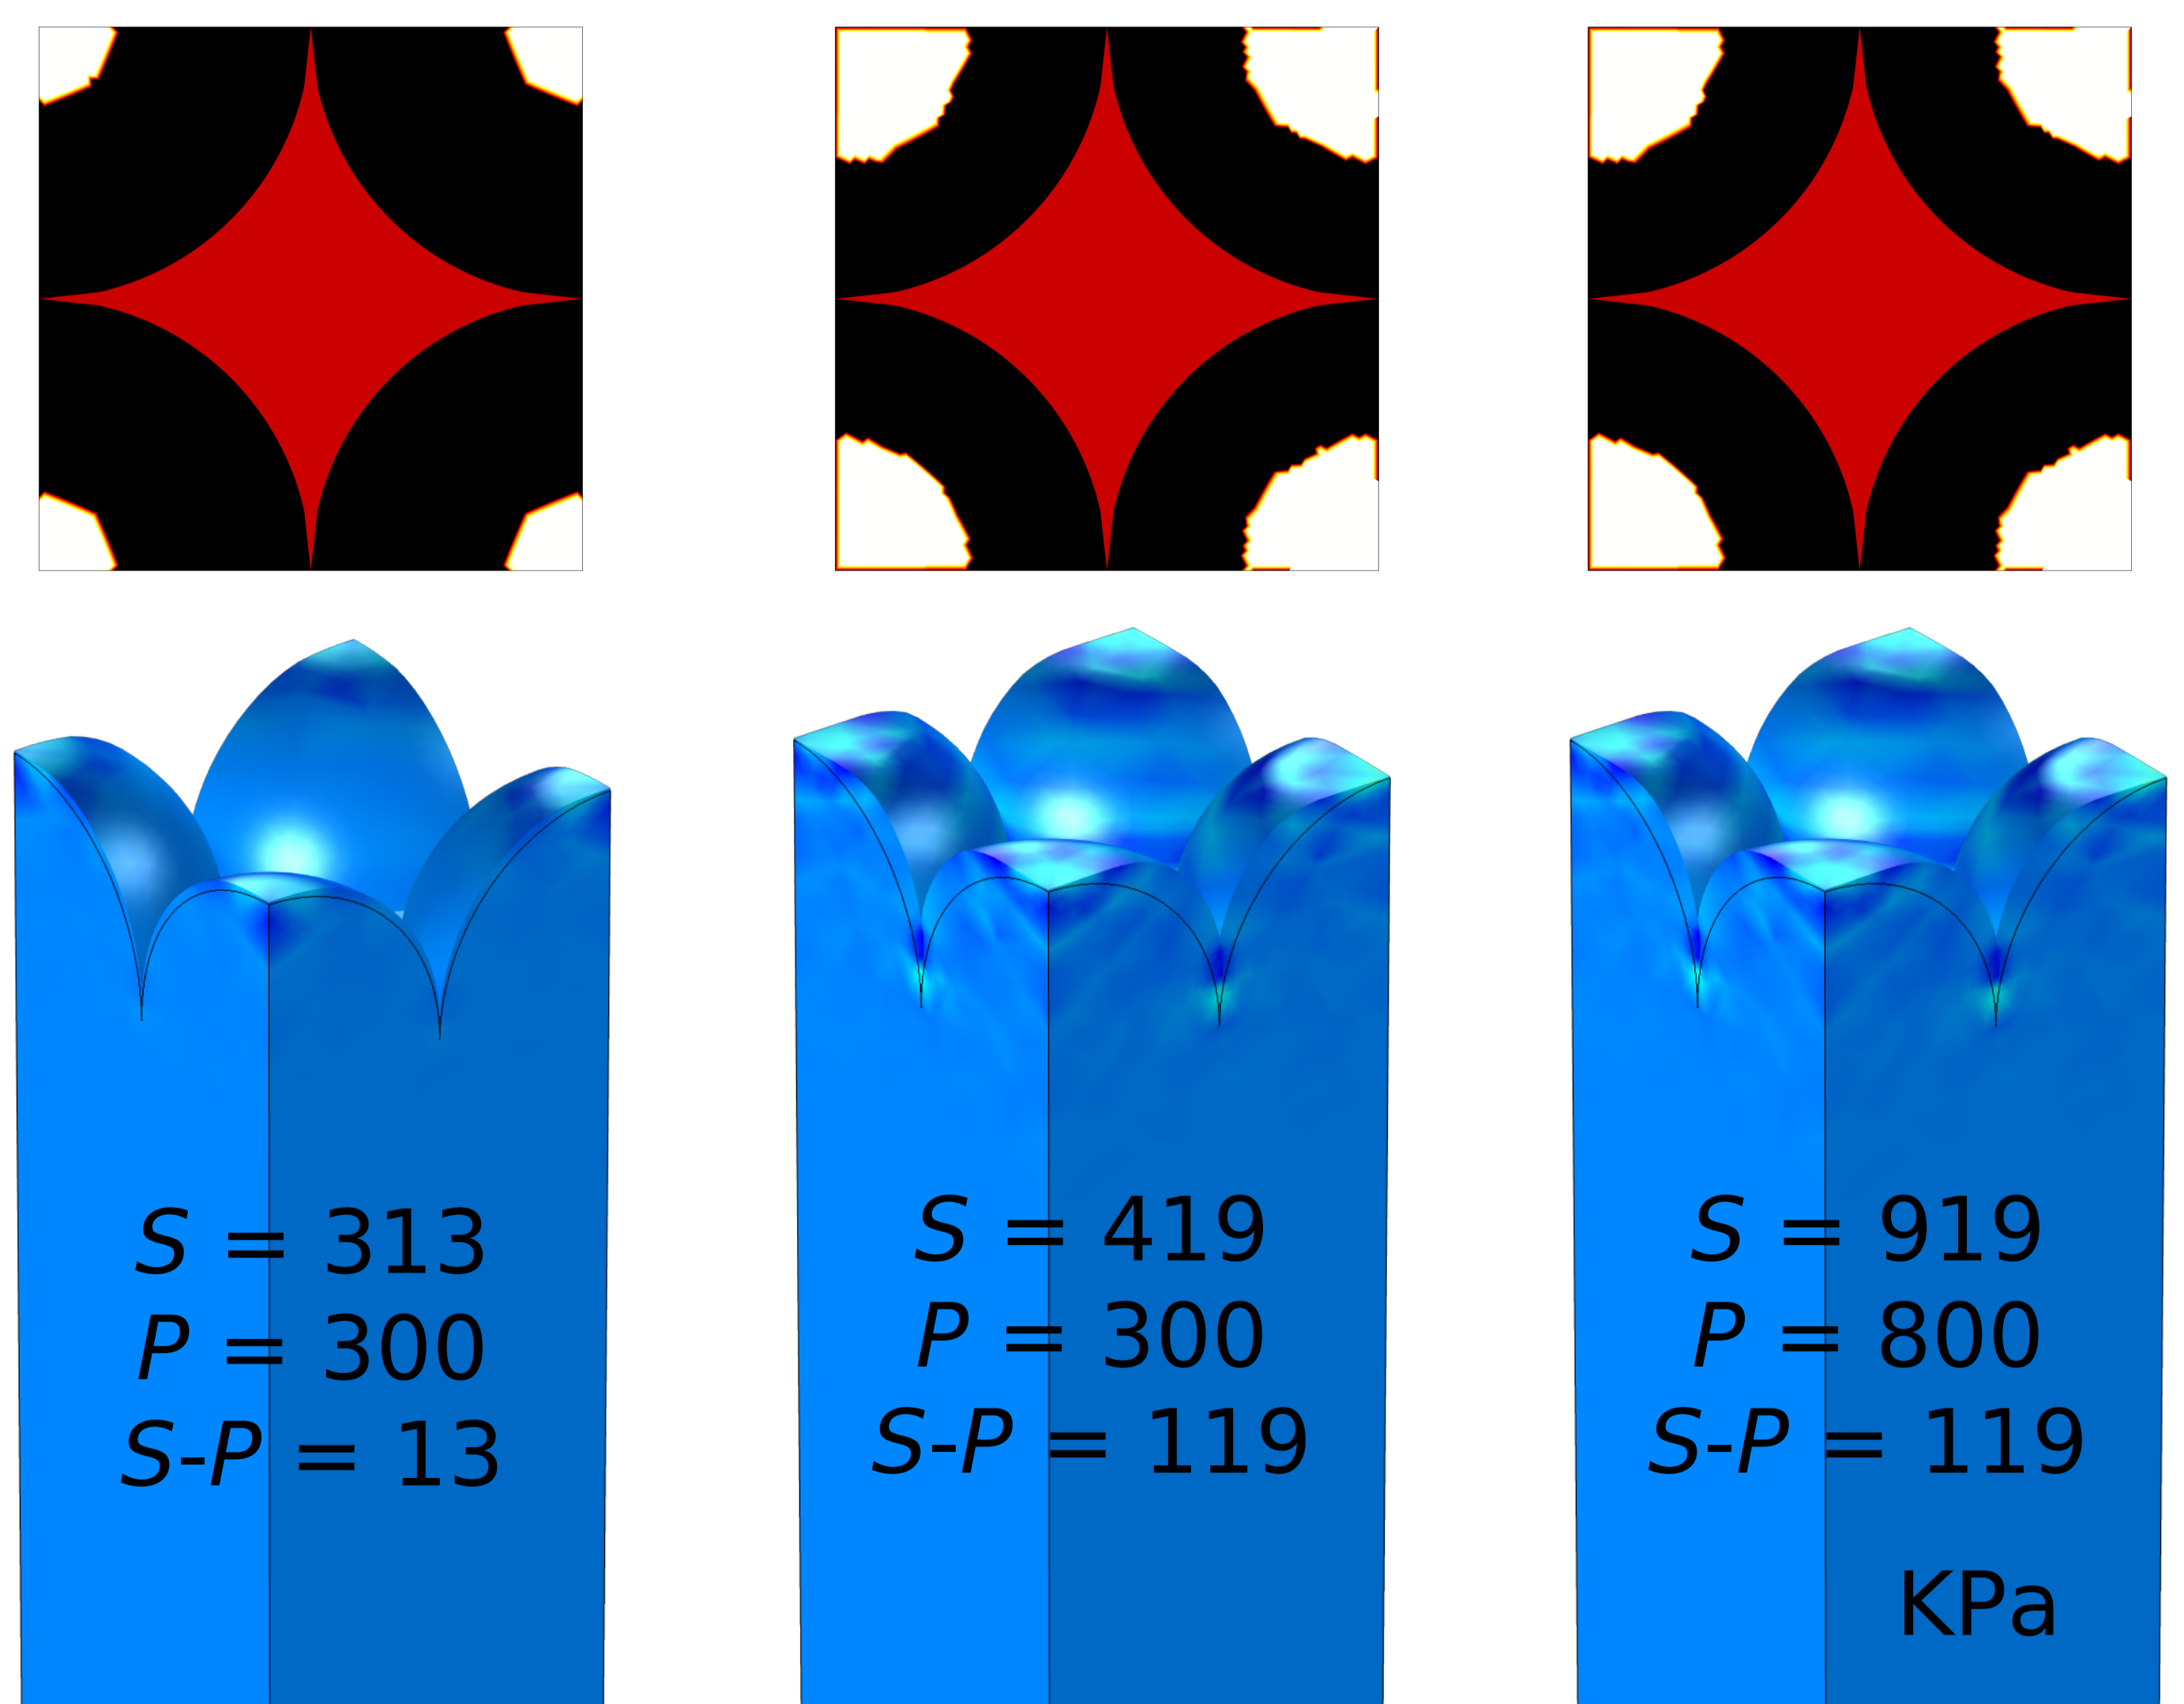 S = 313
P = 300
S-P = 13
S = 419
P = 300
S-P = 119
S = 919
P = 800
S-P = 119
KPa